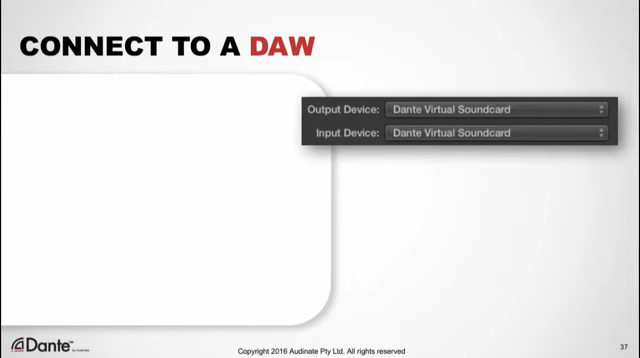 CONNECT TO A DAW
Output Device: Dante Virtual Soundcard
Input Device: Dante Virtual Soundcard
Dante™ by Audinate
Copyright 2016 Audinate Pty Ltd. All rights reserved
37